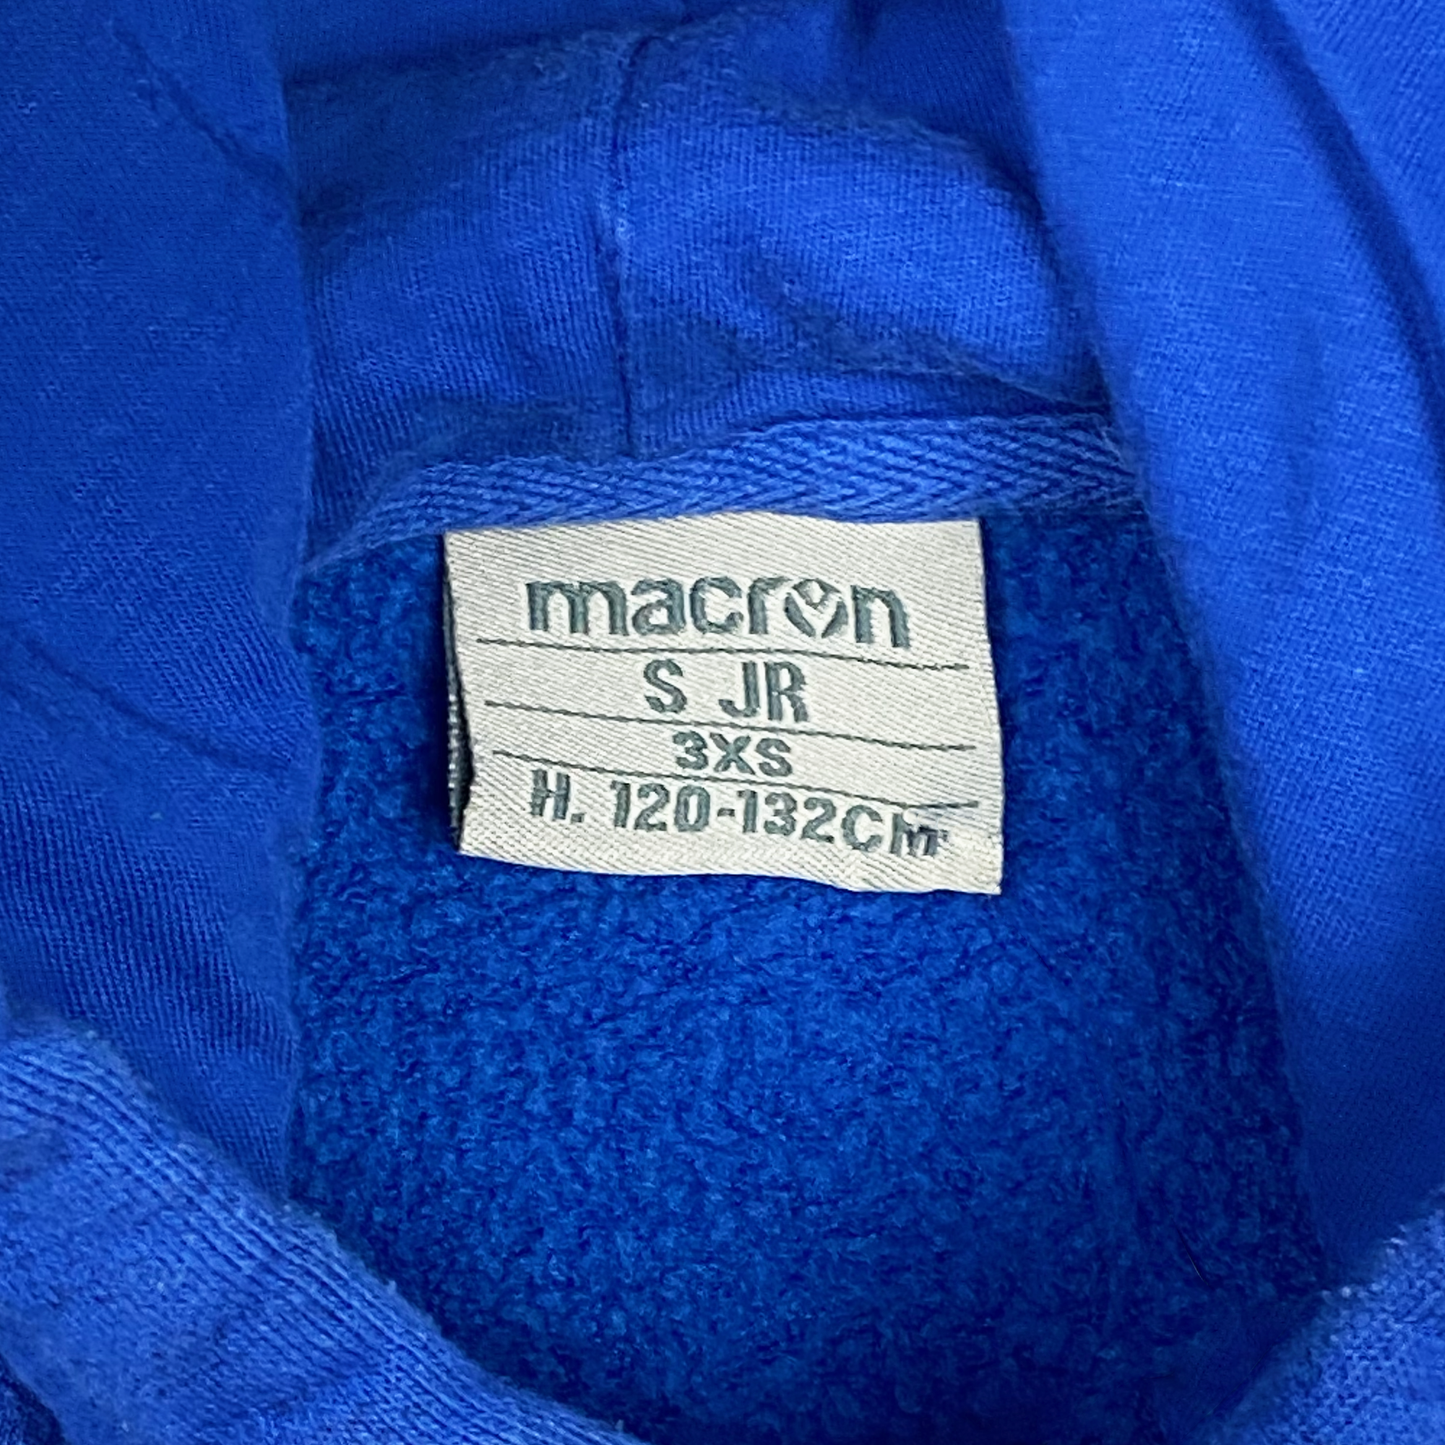 macron
S JR
3XS
H. 120-132CM